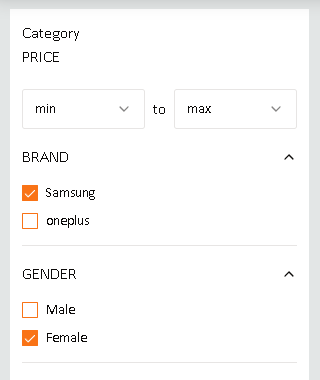 Category
PRICE
min to max
BRAND
Samsung
oneplus
GENDER
Male
Female